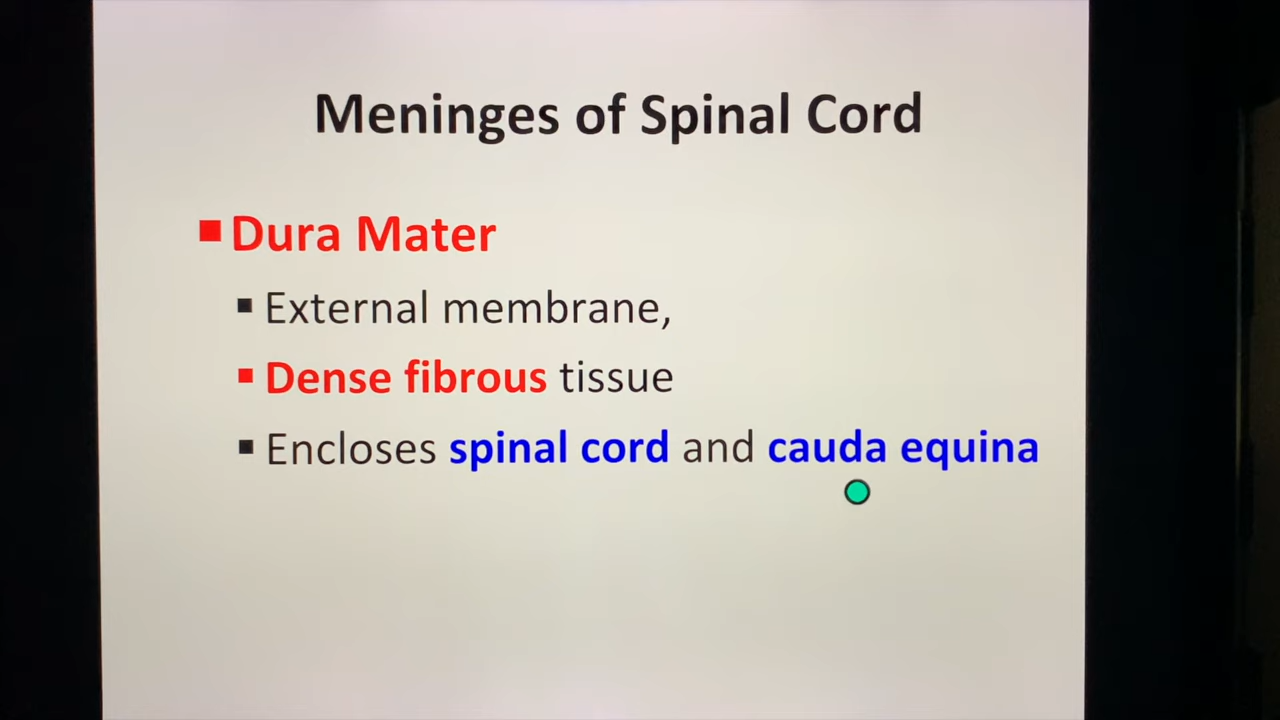 Meninges of Spinal Cord
Dura Mater
External membrane,
Dense fibrous tissue
Encloses spinal cord and cauda equina